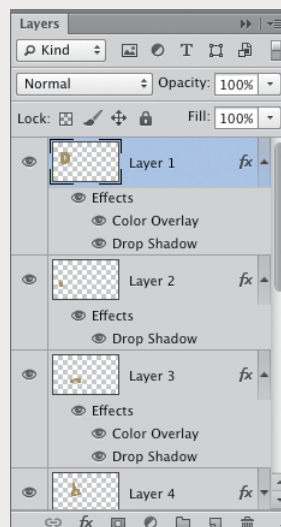 Layers
Kind
Normal Opacity: 100%
Lock: Fill: 100%
Layer 1 fx
Effects
Color Overlay
Drop Shadow
Layer 2 fx
Effects
Drop Shadow
Layer 3 fx
Effects
Color Overlay
Drop Shadow
Layer 4 fx
fx